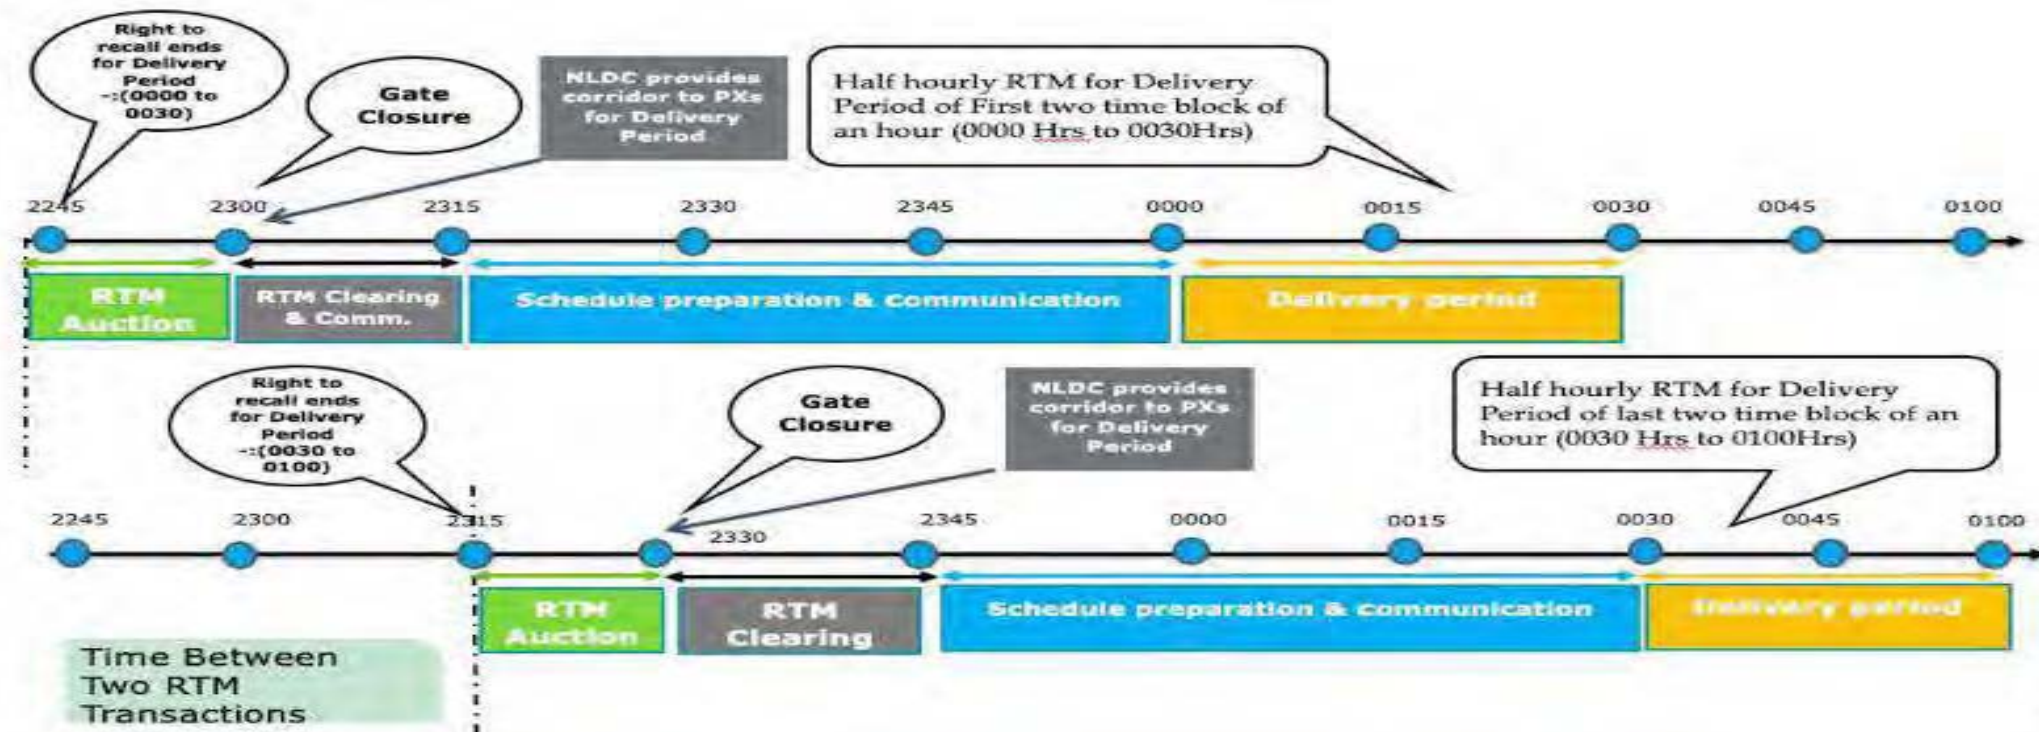 Right to
recall ends
for Delivery
Period
-:(0000 to
0030)
Gate
Closure
NLDC provides
corridor to PXs
for Delivery
Period
Half hourly RTM for Delivery
Period of First two time block of
an hour (0000 Hrs to 0030Hrs)
2245 2300 2315 2330 2345 0000 0015 0030 0045 0100
RTM
Auction
RTM Clearing
& Comm.
Schedule preparation & Communication
Delivery period
Right to
recall ends
for Delivery
Period
-:(0030 to
0100)
Gate
Closure
NLDC provides
corridor to PXs
for Delivery
Period
Half hourly RTM for Delivery
Period of last two time block of an
hour (0030 Hrs to 0100Hrs)
2245 2300 2315 2330 2345 0000 0015 0030 0045 0100
RTM
Auction
RTM
Clearing
Schedule preparation & Communication
Delivery period
Time Between
Two RTM
Transactions